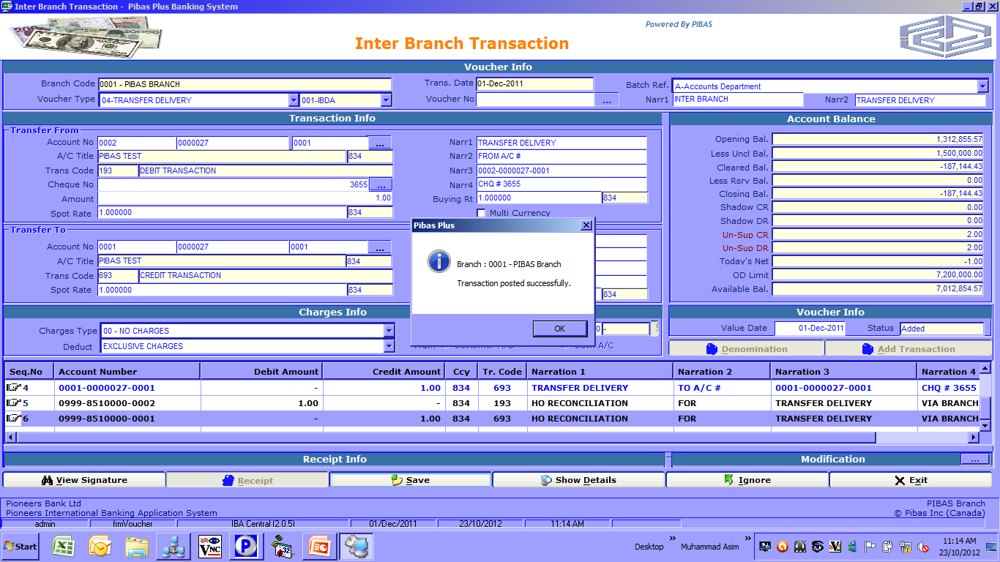 Inter Branch Transaction - Pibas Plus Banking System
Powered By PIBAS
Inter Branch Transaction
Voucher Info
Branch Code 0001 - PIBAS BRANCH Trans. Date 01-Dec-2011 Batch Ref. A-Accounts Department
Voucher Type 04-TRANSFER DELIVERY 001-IBDA Voucher No ... Narr1 INTER BRANCH Narr2 TRANSFER DELIVERY
Transaction Info
Transfer From
Account No 0002 0000027 0001 ... Narr1 TRANSFER DELIVERY
A/C Title PIBAS TEST 834 Narr2 FROM A/C #
Trans Code 193 DEBIT TRANSACTION Narr3 0002-0000027-0001
Cheque No 3655 ... Narr4 CHQ # 3655
Amount 1.00 Buying Rt 1.000000 834
Spot Rate 1.000000 834 Multi Currency
Transfer To
Account No 0001 0000027 0001 ...
A/C Title PIBAS TEST 834
Trans Code 693 CREDIT TRANSACTION
Spot Rate 1.000000 834 834
Account Balance
Opening Bal. 1,312,855.57
Less Uncl Bal. 1,500,000.00
Cleared Bal. -187,144.43
Less Rsrv Bal. 0.00
Closing Bal. -187,144.43
Shadow CR 0.00
Shadow DR 0.00
Un-Sup CR 2.00
Un-Sup DR 2.00
Today's Net -1.00
OD Limit 7,200,000.00
Available Bal. 7,012,854.57
Pibas Plus
Branch : 0001 - PIBAS Branch
Transaction posted successfully.
OK
Charges Info
Charges Type 00 - NO CHARGES
Deduct EXCLUSIVE CHARGES
Voucher Info
Value Date 01-Dec-2011 Status Added
Denomination Add Transaction
Seq.No Account Number Debit Amount Credit Amount Ccy Tr. Code Narration 1 Narration 2 Narration 3 Narration 4
4 0001-0000027-0001 - 1.00 834 693 TRANSFER DELIVERY TO A/C # 0001-0000027-0001 CHQ # 3655
5 0999-8510000-0002 1.00 - 834 193 HO RECONCILIATION FOR TRANSFER DELIVERY VIA BRANCH
6 0999-8510000-0001 - 1.00 834 693 HO RECONCILIATION FOR TRANSFER DELIVERY VIA BRANCH
Receipt Info Modification ...
View Signature Receipt Save Show Details Ignore Exit
Pioneers Bank Ltd PIBAS Branch
Pioneers International Banking Application System © Pibas Inc (Canada)
admin frmVoucher IBA Central (2.0.5) 01/Dec/2011 23/10/2012 11:14 AM
Start VNC P Desktop » Muhammad Asim » 11:14 AM
23/10/2012